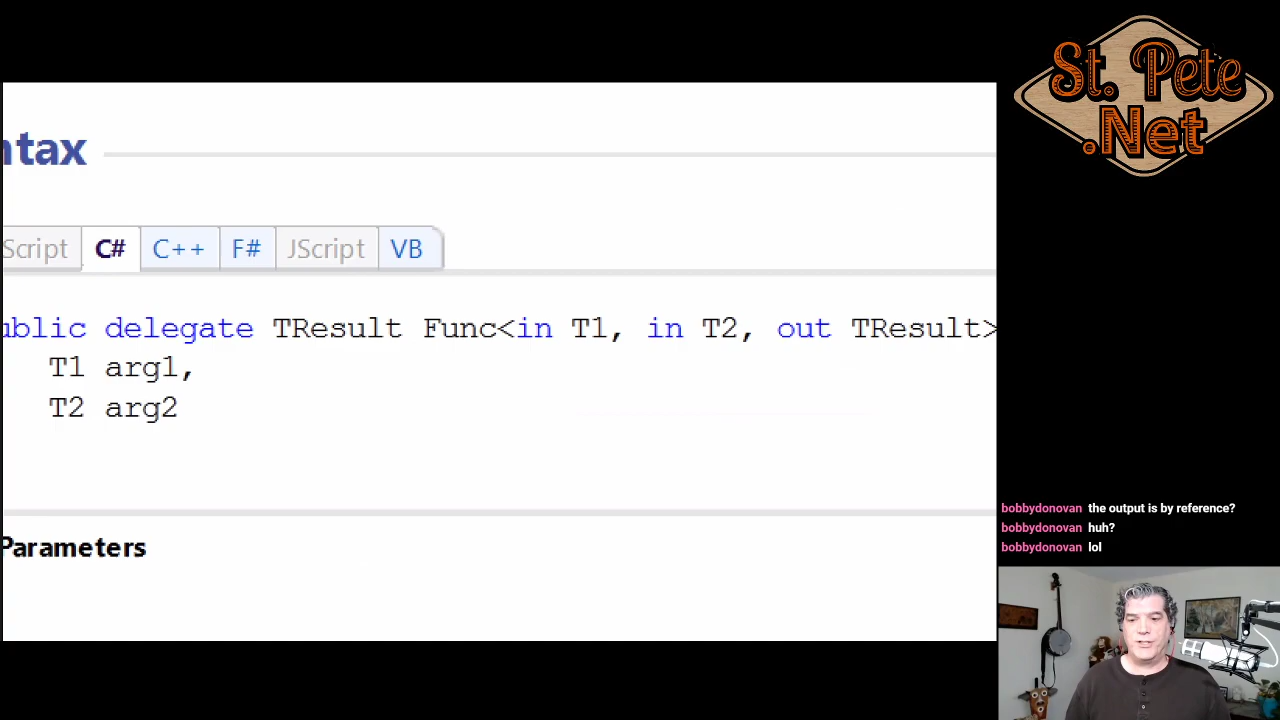 St. Pete
.Net
ntax
Script C# C++ F# JScript VB
ublic delegate TResult Func<in T1, in T2, out TResult>
T1 arg1,
T2 arg2
Parameters
bobbydonovan the output is by reference?
bobbydonovan huh?
bobbydonovan lol